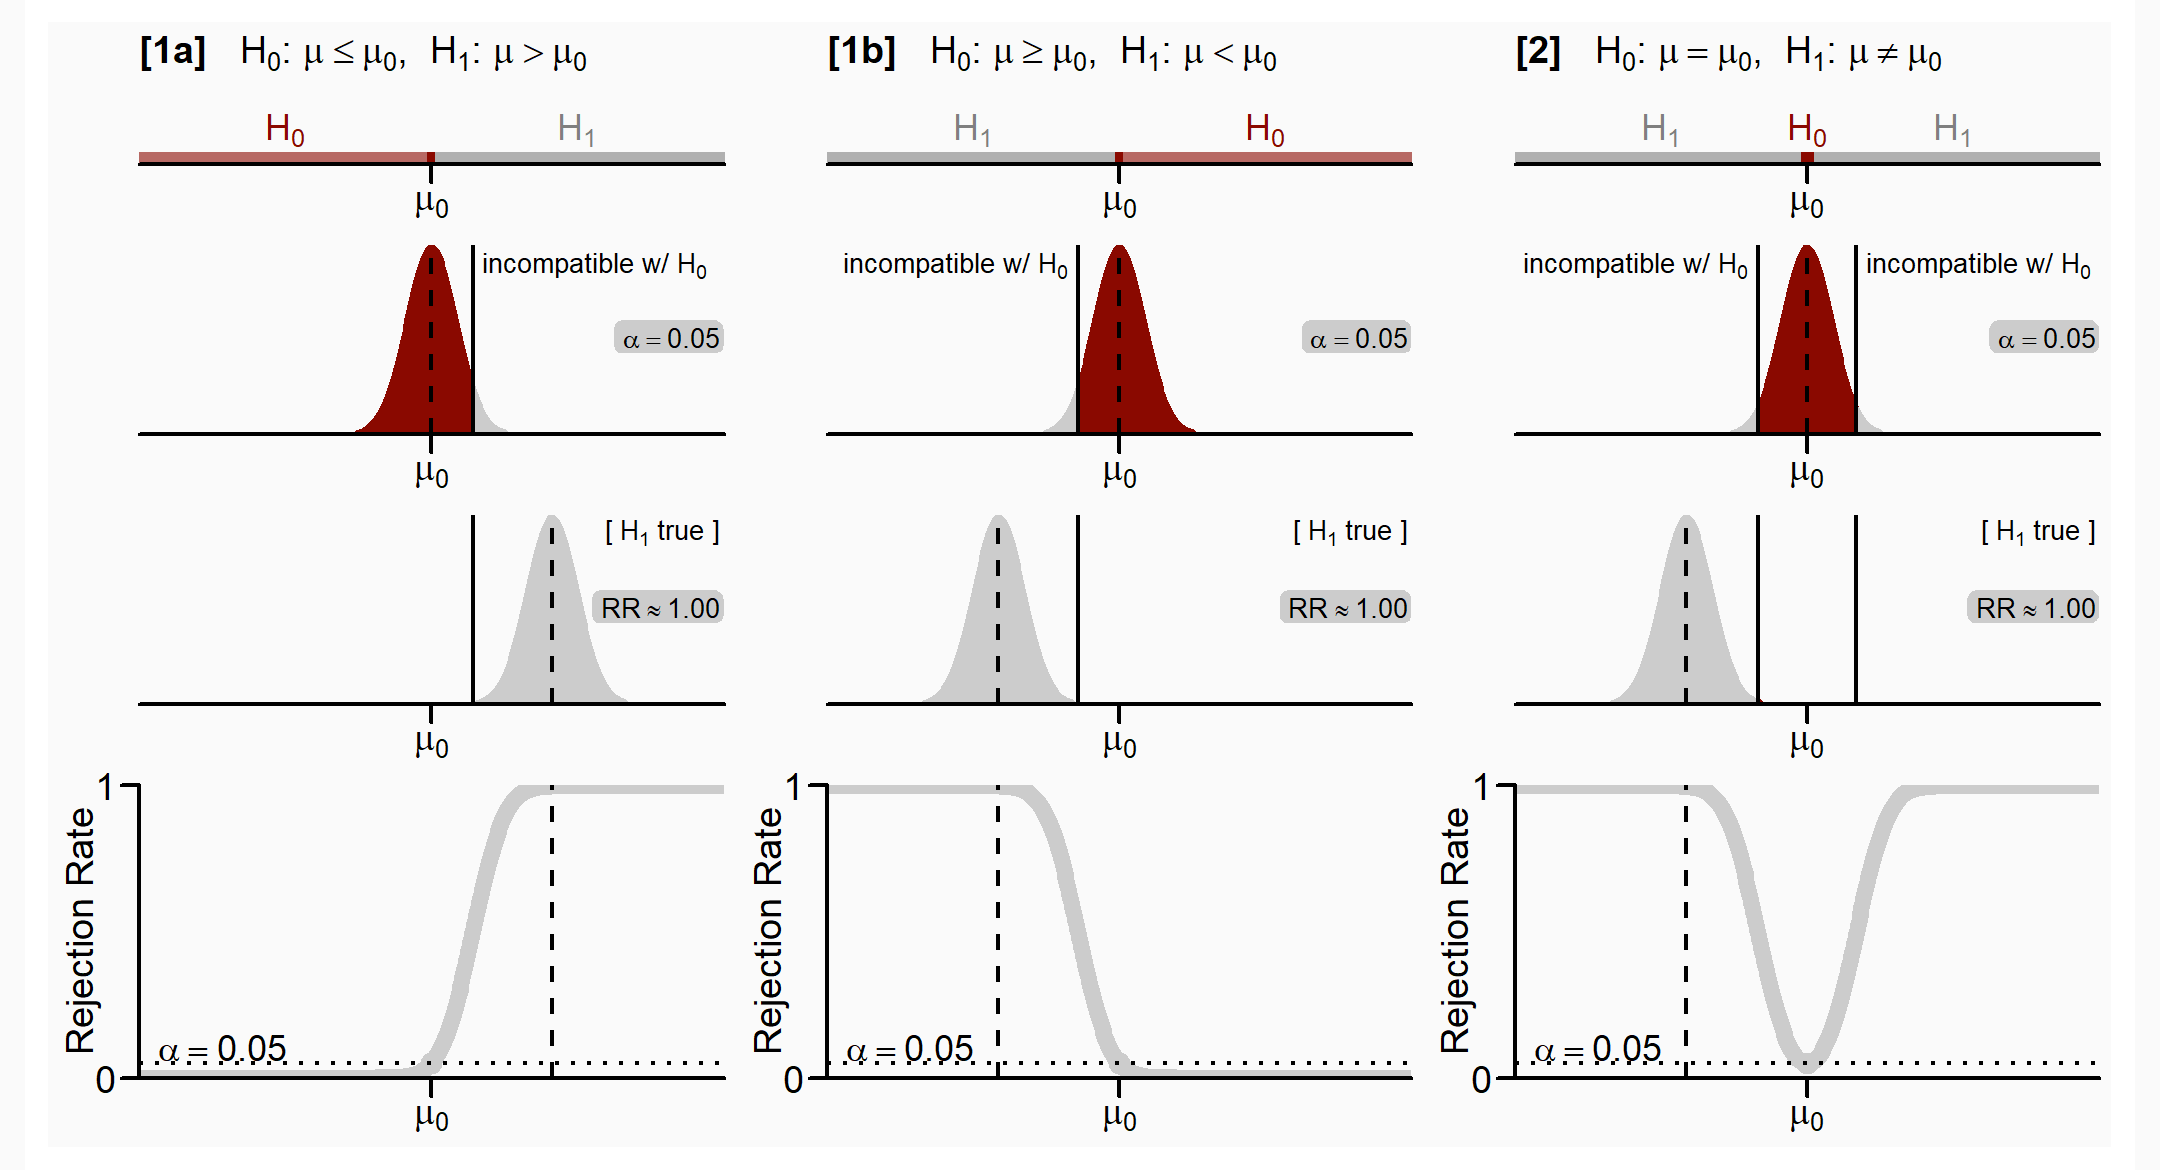 [1a] H₀: μ ≤ μ₀, H₁: μ > μ₀
H₀ H₁
μ₀
incompatible w/ H₀
α = 0.05
μ₀
[ H₁ true ]
RR ≈ 1.00
μ₀
Rejection Rate
1
α = 0.05
0
μ₀
[1b] H₀: μ ≥ μ₀, H₁: μ < μ₀
H₁ H₀
μ₀
incompatible w/ H₀
α = 0.05
μ₀
[ H₁ true ]
RR ≈ 1.00
μ₀
Rejection Rate
1
α = 0.05
0
μ₀
[2] H₀: μ = μ₀, H₁: μ ≠ μ₀
H₁ H₀ H₁
μ₀
incompatible w/ H₀ incompatible w/ H₀
α = 0.05
μ₀
[ H₁ true ]
RR ≈ 1.00
μ₀
Rejection Rate
1
α = 0.05
0
μ₀